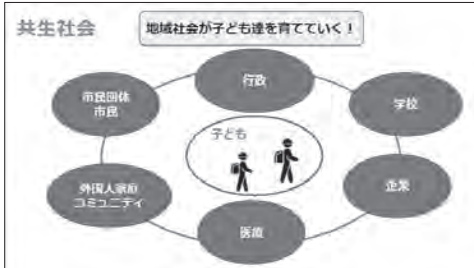 共生社会
地域社会が子ども達を育てていく！
行政
市民団体
市民
学校
子ども
外国人家庭
コミュニティ
企業
医療